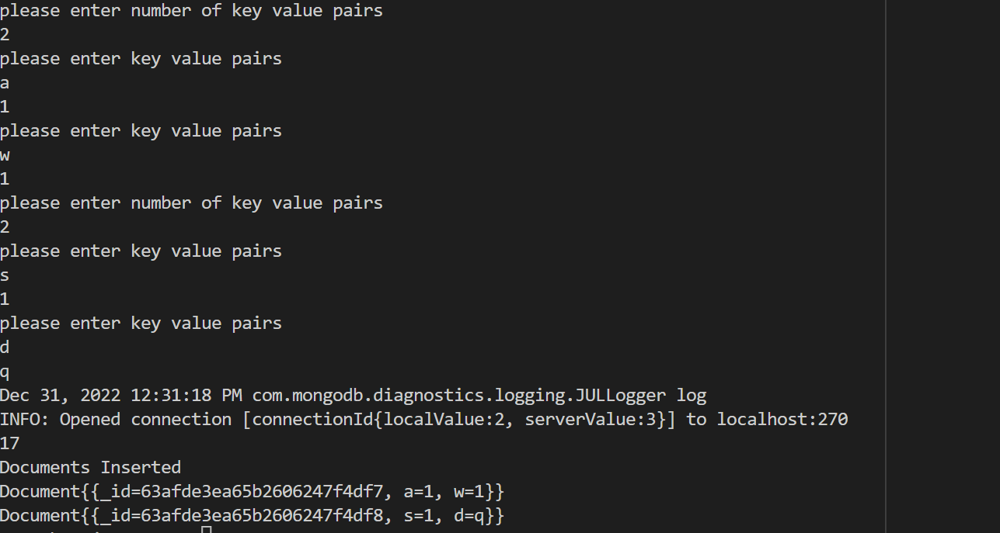 please enter number of key value pairs
2
please enter key value pairs
a
1
please enter key value pairs
w
1
please enter number of key value pairs
2
please enter key value pairs
s
1
please enter key value pairs
d
q
Dec 31, 2022 12:31:18 PM com.mongodb.diagnostics.logging.JULLogger log
INFO: Opened connection [connectionId{localValue:2, serverValue:3}] to localhost:270
17
Documents Inserted
Document{{_id=63afde3ea65b2606247f4df7, a=1, w=1}}
Document{{_id=63afde3ea65b2606247f4df8, s=1, d=q}}